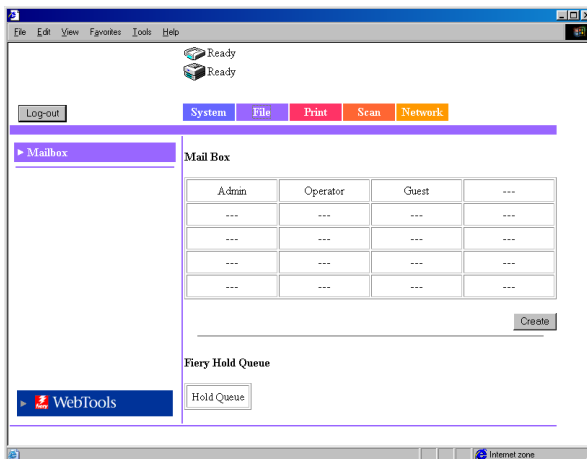 File Edit View Favorites Tools Help
Ready
Ready
Log-out
System File Print Scan Network
Mailbox
Mail Box
Admin Operator Guest ---
--- --- --- ---
--- --- --- ---
--- --- --- ---
--- --- --- ---
Create
Fiery Hold Queue
Hold Queue
WebTools
Internet zone